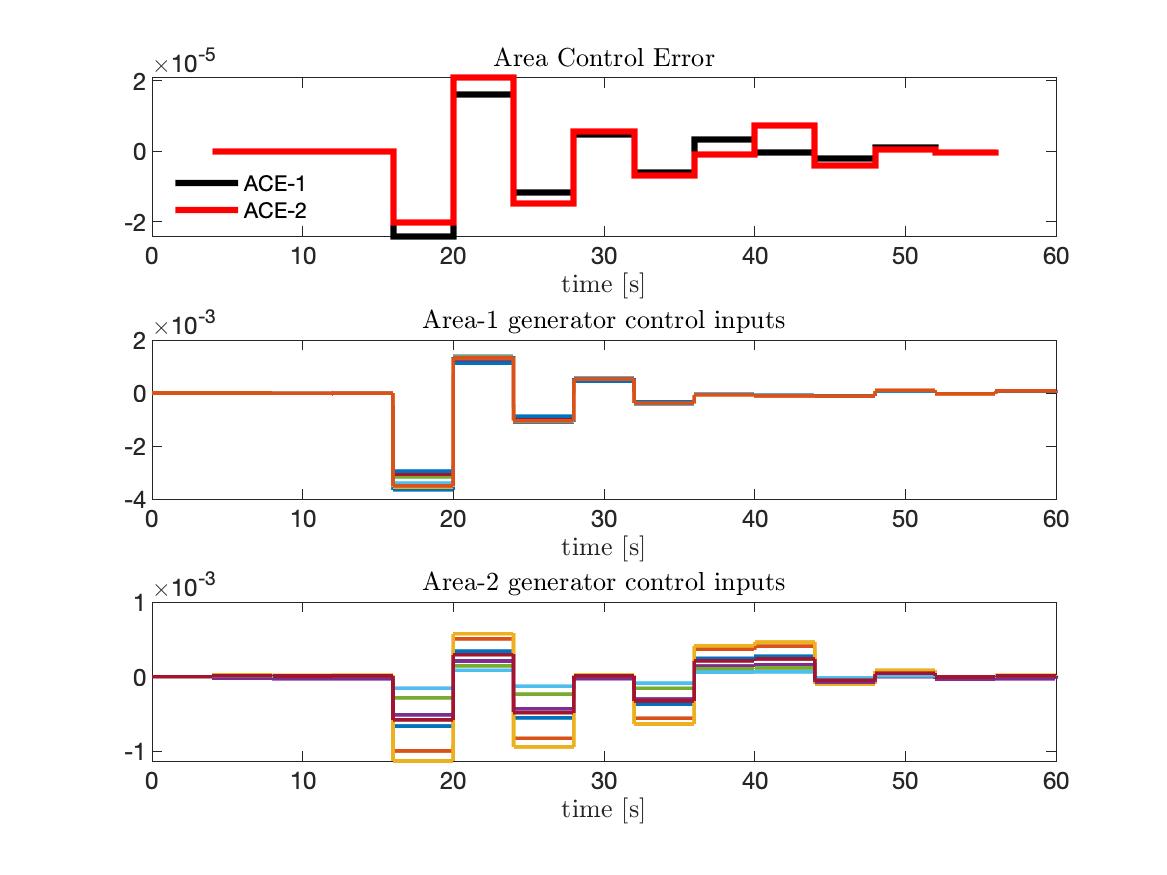 ×10-5
Area Control Error
2
0
-2
ACE-1
ACE-2
0 10 20 30 40 50 60
time [s]
×10-3
Area-1 generator control inputs
2
0
-2
-4
0 10 20 30 40 50 60
time [s]
×10-3
Area-2 generator control inputs
1
0
-1
0 10 20 30 40 50 60
time [s]